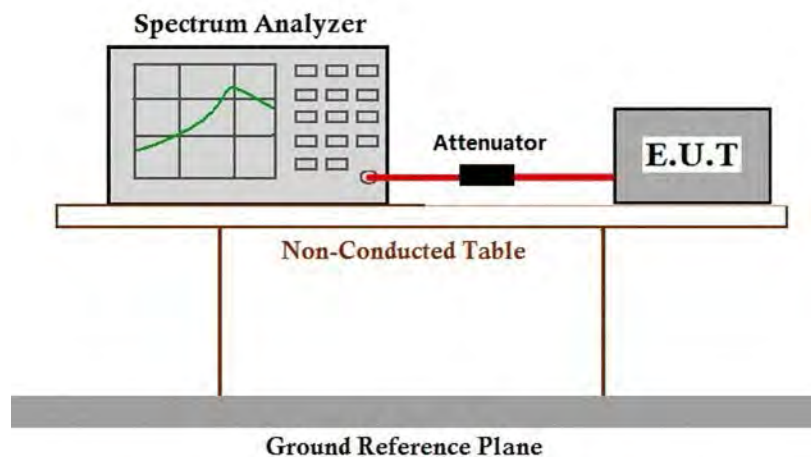 Spectrum Analyzer
Attenuator
E.U.T
Non-Conducted Table
Ground Reference Plane